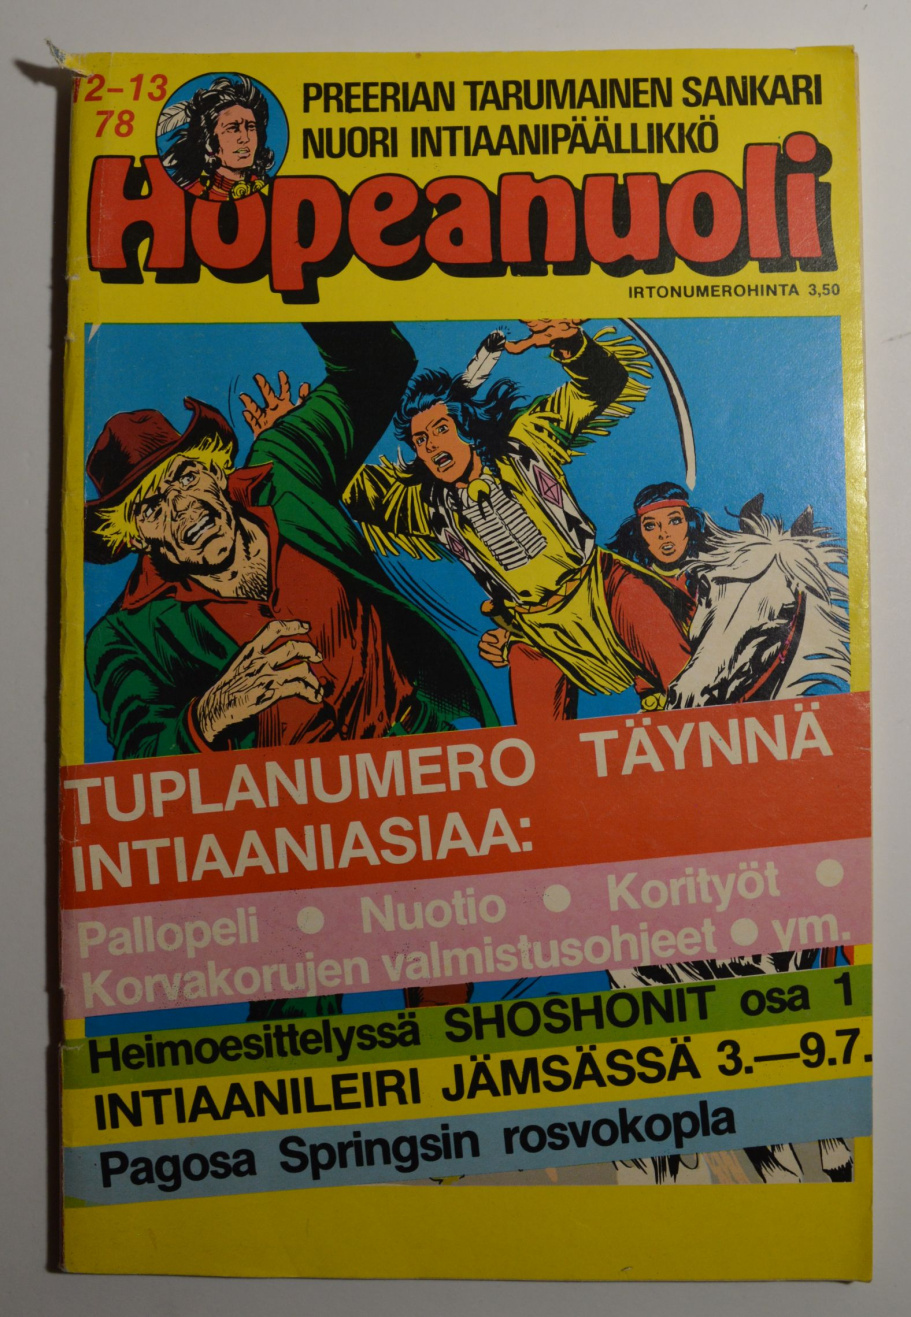 12-13
78
PREERIAN TARUMAINEN SANKARI
NUORI INTIAANIPÄÄLLIKKÖ
Hopeanuoli
IRTONUMEROHINTA 3,50
TUPLANUMERO TÄYNNÄ
INTIAANIASIAA:
Pallopeli ● Nuotio ● Korityöt ●
Korvakorujen valmistusohjeet ● ym.
Heimoesittelyssä SHOSHONIT osa 1
INTIAANILEIRI JÄMSÄSSÄ 3.—9.7.
Pagosa Springsin rosvokopla